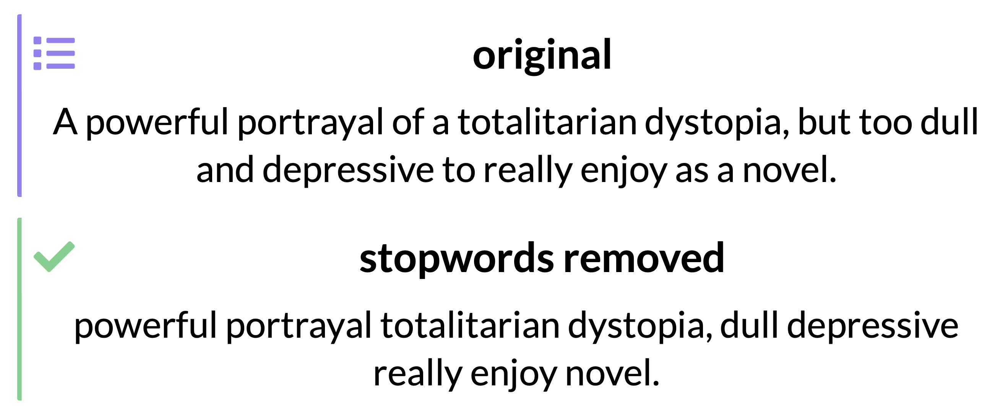 original
A powerful portrayal of a totalitarian dystopia, but too dull
and depressive to really enjoy as a novel.
stopwords removed
powerful portrayal totalitarian dystopia, dull depressive
really enjoy novel.